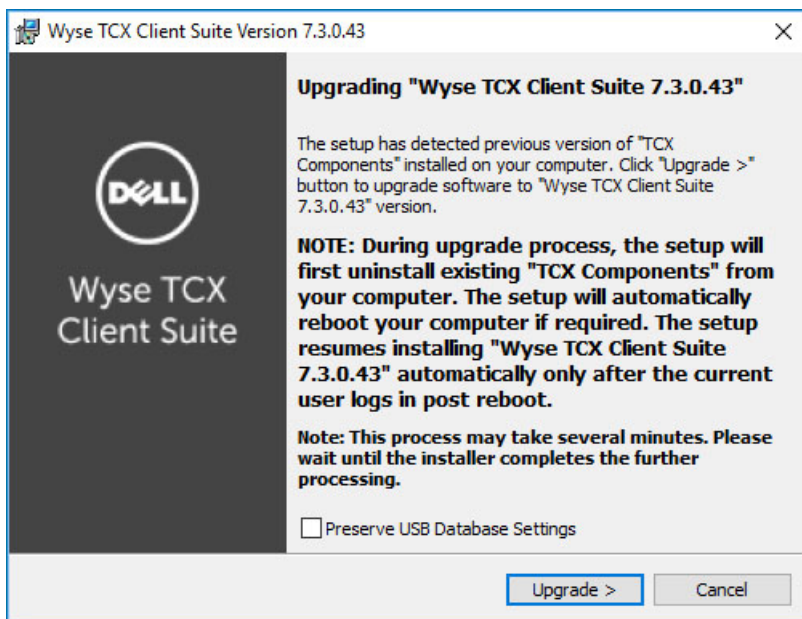 Wyse TCX Client Suite Version 7.3.0.43
DELL
Wyse TCX
Client Suite
Upgrading "Wyse TCX Client Suite 7.3.0.43"
The setup has detected previous version of "TCX
Components" installed on your computer. Click "Upgrade >"
button to upgrade software to "Wyse TCX Client Suite
7.3.0.43" version.
NOTE: During upgrade process, the setup will
first uninstall existing "TCX Components" from
your computer. The setup will automatically
reboot your computer if required. The setup
resumes installing "Wyse TCX Client Suite
7.3.0.43" automatically only after the current
user logs in post reboot.
Note: This process may take several minutes. Please
wait until the installer completes the further
processing.
Preserve USB Database Settings
Upgrade >
Cancel